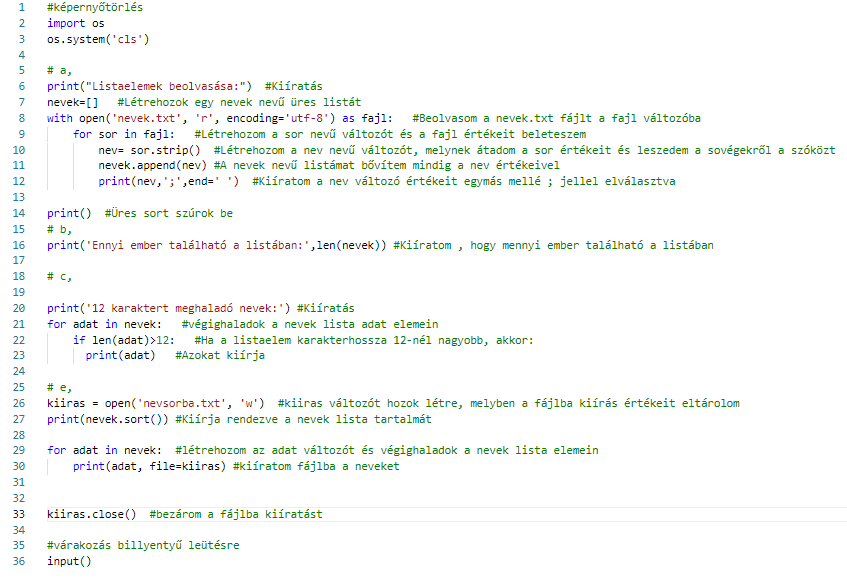 1 #képernyőtörlés
2 import os
3 os.system('cls')
4
5 # a,
6 print("Listaelemek beolvasása:")  #Kiíratás
7 nevek=[]   #Létrehozok egy nevek nevű üres listát
8 with open('nevek.txt', 'r', encoding='utf-8') as fajl:   #Beolvasom a nevek.txt fájlt a fajl változóba
9     for sor in fajl:   #Létrehozom a sor nevű változót és a fajl értékeit beleteszem
10         nev= sor.strip()  #Létrehozom a nev nevű változót, melynek átadom a sor értékeit és leszedem a sovégekről a szóközt
11         nevek.append(nev) #A nevek nevű listámat bővítem mindig a nev értékeivel
12         print(nev,';',end=' ')  #Kiíratom a nev változó értékeit egymás mellé ; jellel elválasztva
13
14 print()  #Üres sort szúrok be
15 # b,
16 print('Ennyi ember található a listában:',len(nevek)) #Kiíratom , hogy mennyi ember található a listában
17
18 # c,
19
20 print('12 karaktert meghaladó nevek:') #Kiíratás
21 for adat in nevek:   #végighaladok a nevek lista adat elemein
22     if len(adat)>12:   #Ha a listaelem karakterhossza 12-nél nagyobb, akkor:
23       print(adat)   #Azokat kiírja
24
25 # e,
26 kiiras = open('nevsorba.txt', 'w')  #kiiras változót hozok létre, melyben a fájlba kiírás értékeit eltárolom
27 print(nevek.sort()) #Kiírja rendezve a nevek lista tartalmát
28
29 for adat in nevek:  #létrehozom az adat változót és végighaladok a nevek lista elemein
30     print(adat, file=kiiras) #kiíratom fájlba a neveket
31
32
33 kiiras.close()  #bezárom a fájlba kiíratást
34
35 #várakozás billyentyű leütésre
36 input()